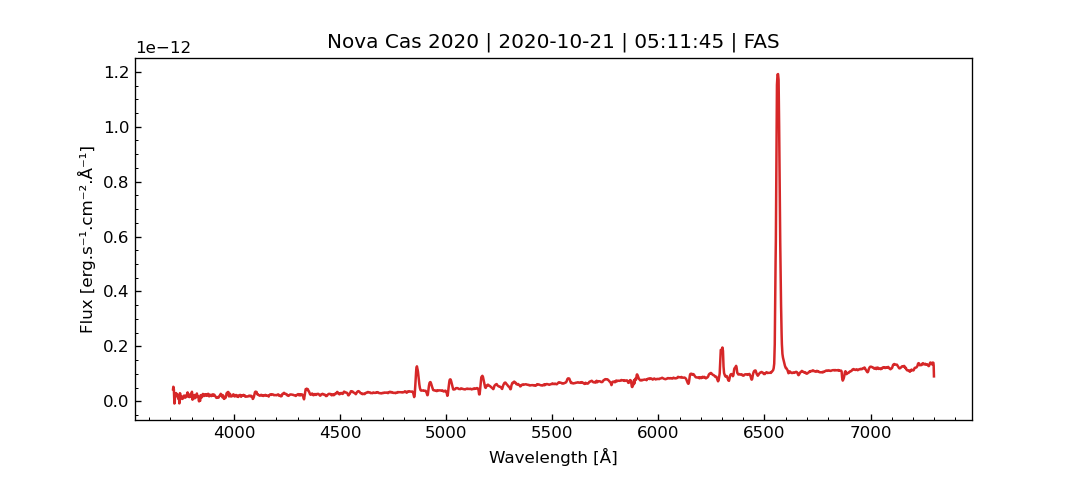 Nova Cas 2020 | 2020-10-21 | 05:11:45 | FAS
1e−12
1.2
1.0
0.8
0.6
0.4
0.2
0.0
Flux [erg.s⁻¹.cm⁻².Å⁻¹]
4000 4500 5000 5500 6000 6500 7000
Wavelength [Å]